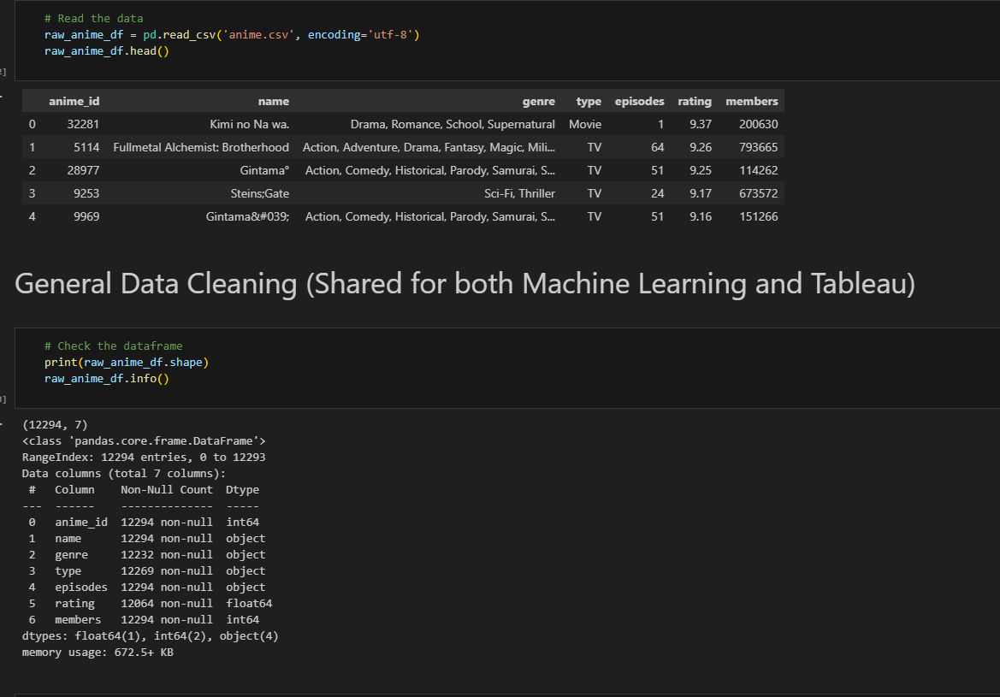 # Read the data
raw_anime_df = pd.read_csv('anime.csv', encoding='utf-8')
raw_anime_df.head()
2]
anime_id name genre type episodes rating members
0 32281 Kimi no Na wa. Drama, Romance, School, Supernatural Movie 1 9.37 200630
1 5114 Fullmetal Alchemist: Brotherhood Action, Adventure, Drama, Fantasy, Magic, Mili... TV 64 9.26 793665
2 28977 Gintama° Action, Comedy, Historical, Parody, Samurai, S... TV 51 9.25 114262
3 9253 Steins;Gate Sci-Fi, Thriller TV 24 9.17 673572
4 9969 Gintama&#039; Action, Comedy, Historical, Parody, Samurai, S... TV 51 9.16 151266
General Data Cleaning (Shared for both Machine Learning and Tableau)
# Check the dataframe
print(raw_anime_df.shape)
raw_anime_df.info()
3]
(12294, 7)
<class 'pandas.core.frame.DataFrame'>
RangeIndex: 12294 entries, 0 to 12293
Data columns (total 7 columns):
# Column Non-Null Count Dtype
--- ------ -------------- -----
0 anime_id 12294 non-null int64
1 name 12294 non-null object
2 genre 12232 non-null object
3 type 12269 non-null object
4 episodes 12294 non-null object
5 rating 12064 non-null float64
6 members 12294 non-null int64
dtypes: float64(1), int64(2), object(4)
memory usage: 672.5+ KB